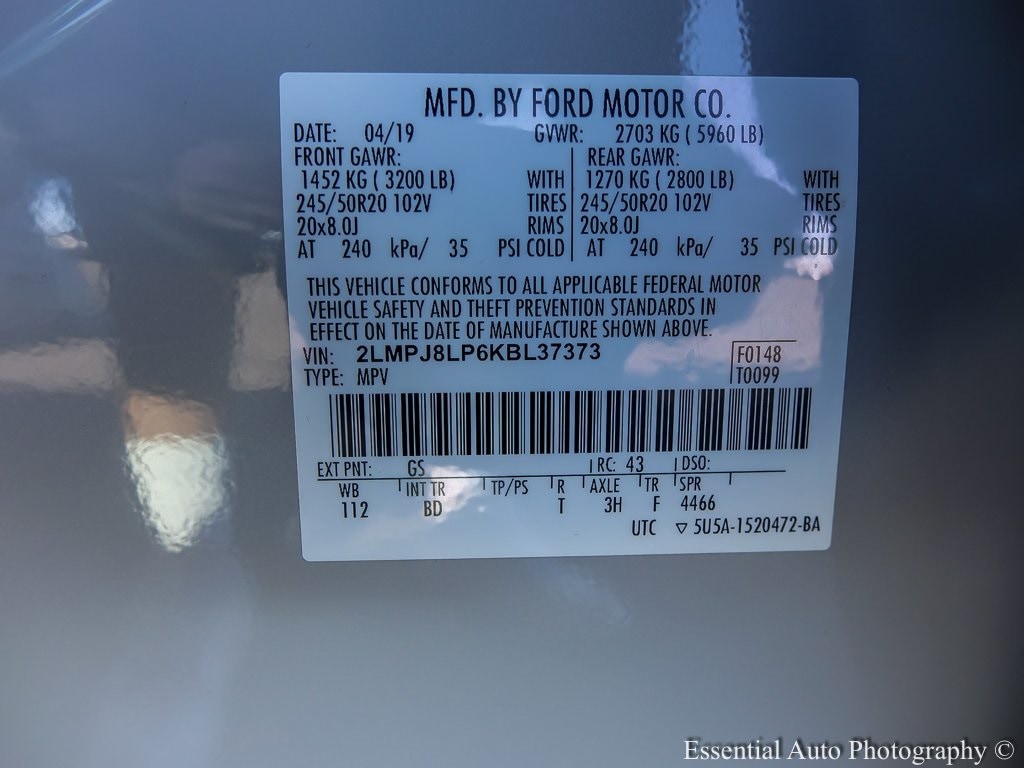 MFD. BY FORD MOTOR CO.
DATE: 04/19 GVWR: 2703 KG ( 5960 LB)
FRONT GAWR: REAR GAWR:
1452 KG ( 3200 LB) WITH 1270 KG ( 2800 LB) WITH
245/50R20 102V TIRES 245/50R20 102V TIRES
20x8.0J RIMS 20x8.0J RIMS
AT 240 kPa/ 35 PSI COLD AT 240 kPa/ 35 PSI COLD
THIS VEHICLE CONFORMS TO ALL APPLICABLE FEDERAL MOTOR
VEHICLE SAFETY AND THEFT PREVENTION STANDARDS IN
EFFECT ON THE DATE OF MANUFACTURE SHOWN ABOVE.
VIN: 2LMPJ8LP6KBL37373 F0148
TYPE: MPV T0099
EXT PNT: GS RC: 43 DSO:
WB INT TR TP/PS R AXLE TR SPR
112 BD T 3H F 4466
UTC ▽ 5U5A-1520472-BA
Essential Auto Photography ©